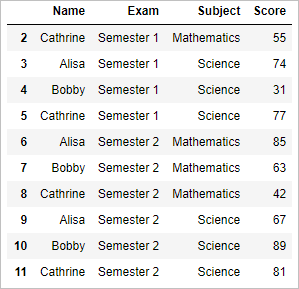 Name Exam Subject Score
2 Cathrine Semester 1 Mathematics 55
3 Alisa Semester 1 Science 74
4 Bobby Semester 1 Science 31
5 Cathrine Semester 1 Science 77
6 Alisa Semester 2 Mathematics 85
7 Bobby Semester 2 Mathematics 63
8 Cathrine Semester 2 Mathematics 42
9 Alisa Semester 2 Science 67
10 Bobby Semester 2 Science 89
11 Cathrine Semester 2 Science 81